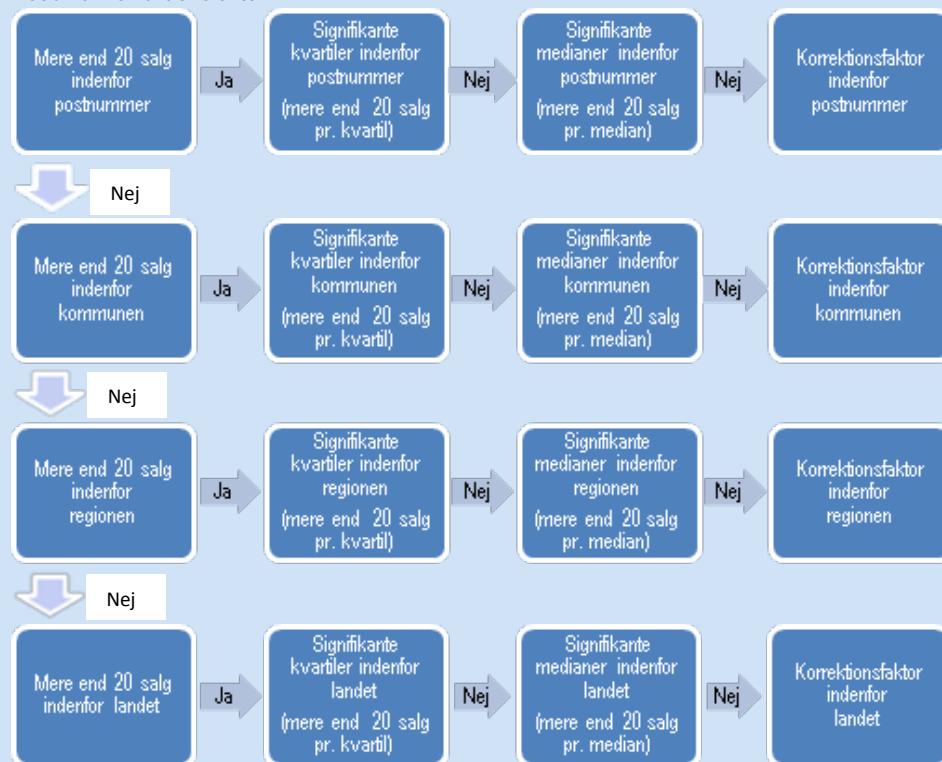 Mere end 20 salg
indenfor
postnummer
Ja
Signifikante
kvartiler indenfor
postnummer
(mere end 20 salg
pr. kvartil)
Nej
Signifikante
medianer indenfor
postnummer
(mere end 20 salg
pr. median)
Nej
Korrektionsfaktor
indenfor
postnummer
Nej
Mere end 20 salg
indenfor
kommunen
Ja
Signifikante
kvartiler indenfor
kommunen
(mere end 20 salg
pr. kvartil)
Nej
Signifikante
medianer indenfor
kommunen
(mere end 20 salg
pr. median)
Nej
Korrektionsfaktor
indenfor
kommunen
Nej
Mere end 20 salg
indenfor
regionen
Ja
Signifikante
kvartiler indenfor
regionen
(mere end 20 salg
pr. kvartil)
Nej
Signifikante
medianer indenfor
regionen
(mere end 20 salg
pr. median)
Nej
Korrektionsfaktor
indenfor
regionen
Nej
Mere end 20 salg
indenfor landet
Ja
Signifikante
kvartiler indenfor
landet
(mere end 20 salg
pr. kvartil)
Nej
Signifikante
medianer indenfor
landet
(mere end 20 salg
pr. median)
Nej
Korrektionsfaktor
indenfor
landet